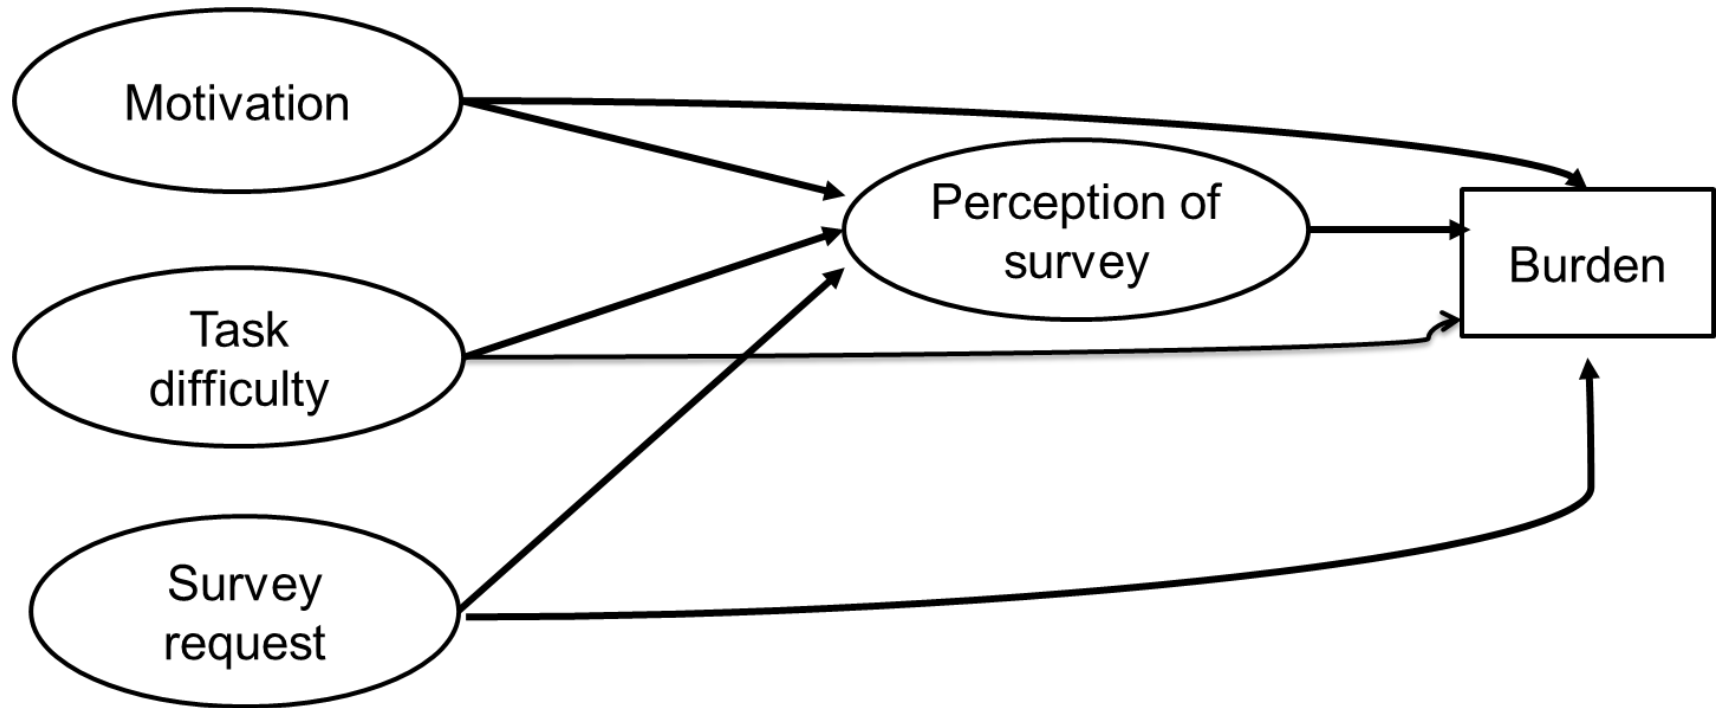 Motivation
Perception of
survey
Burden
Task
difficulty
Survey
request